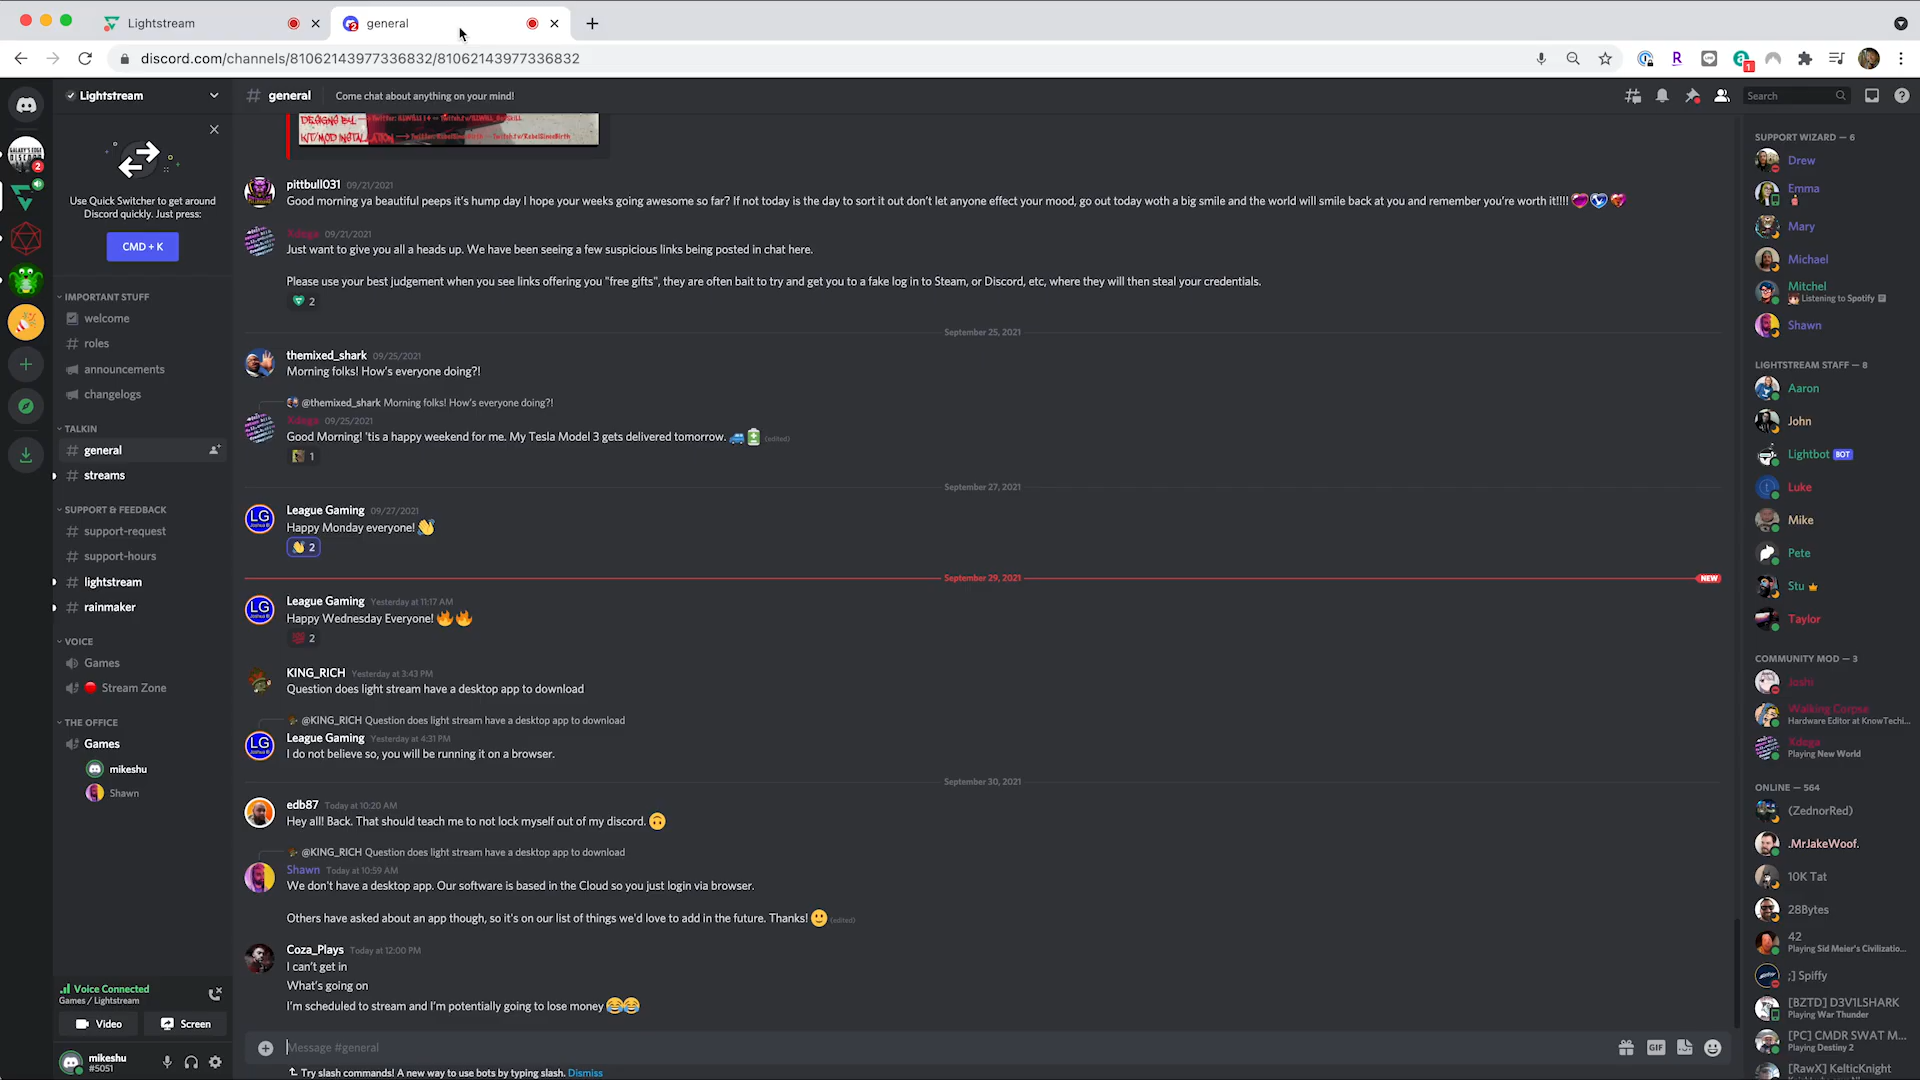 Lightstream
general
discord.com/channels/81062143977336832/81062143977336832
1
Lightstream
general
Come chat about anything on your mind!
Search
2
Use Quick Switcher to get around
Discord quickly. Just press:
CMD + K
IMPORTANT STUFF
welcome
roles
announcements
changelogs
TALKIN
general
streams
SUPPORT & FEEDBACK
support-request
support-hours
lightstream
rainmaker
VOICE
Games
Stream Zone
THE OFFICE
Games
mikeshu
Shawn
Voice Connected
Games / Lightstream
Video
Screen
mikeshu
#5051
DESIGNS BY
KIT/MOD INSTALLATION
pittbull031 09/21/2021
Good morning ya beautiful peeps it's hump day I hope your weeks going awesome so far? If not today is the day to sort it out don't let anyone effect your mood, go out today woth a big smile and the world will smile back at you and remember you're worth it!!!!
Xdega 09/21/2021
Just want to give you all a heads up. We have been seeing a few suspicious links being posted in chat here.
Please use your best judgement when you see links offering you "free gifts", they are often bait to try and get you to a fake log in to Steam, or Discord, etc, where they will then steal your credentials.
2
September 25, 2021
themixed_shark 09/25/2021
Morning folks! How's everyone doing?!
@themixed_shark Morning folks! How's everyone doing?!
Xdega 09/25/2021
Good Morning! 'tis a happy weekend for me. My Tesla Model 3 gets delivered tomorrow. (edited)
1
September 27, 2021
League Gaming 09/27/2021
Happy Monday everyone!
2
September 29, 2021
NEW
League Gaming Yesterday at 11:17 AM
Happy Wednesday Everyone!
2
KING_RICH Yesterday at 3:43 PM
Question does light stream have a desktop app to download
@KING_RICH Question does light stream have a desktop app to download
League Gaming Yesterday at 4:31 PM
I do not believe so, you will be running it on a browser.
September 30, 2021
edb87 Today at 10:20 AM
Hey all! Back. That should teach me to not lock myself out of my discord.
@KING_RICH Question does light stream have a desktop app to download
Shawn Today at 10:59 AM
We don't have a desktop app. Our software is based in the Cloud so you just login via browser.
Others have asked about an app though, so it's on our list of things we'd love to add in the future. Thanks! (edited)
Coza_Plays Today at 12:00 PM
I can't get in
What's going on
I'm scheduled to stream and I'm potentially going to lose money
Message #general
GIF
Try slash commands! A new way to use bots by typing slash. Dismiss
SUPPORT WIZARD — 6
Drew
Emma
Mary
Michael
Mitchel
Listening to Spotify
Shawn
LIGHTSTREAM STAFF — 8
Aaron
John
Lightbot BOT
Luke
Mike
Pete
Stu
Taylor
COMMUNITY MOD — 3
Joshi
Walking Corpse
Hardware Editor at KnowTechi...
Xdega
Playing New World
ONLINE — 564
(ZednorRed)
.MrJakeWoof.
10K Tat
28Bytes
42
Playing Sid Meier's Civilizatio...
;] Spiffy
[BZTD] D3V1LSHARK
Playing War Thunder
[PC] CMDR SWAT M...
Playing Destiny 2
[RawX] KelticKnight